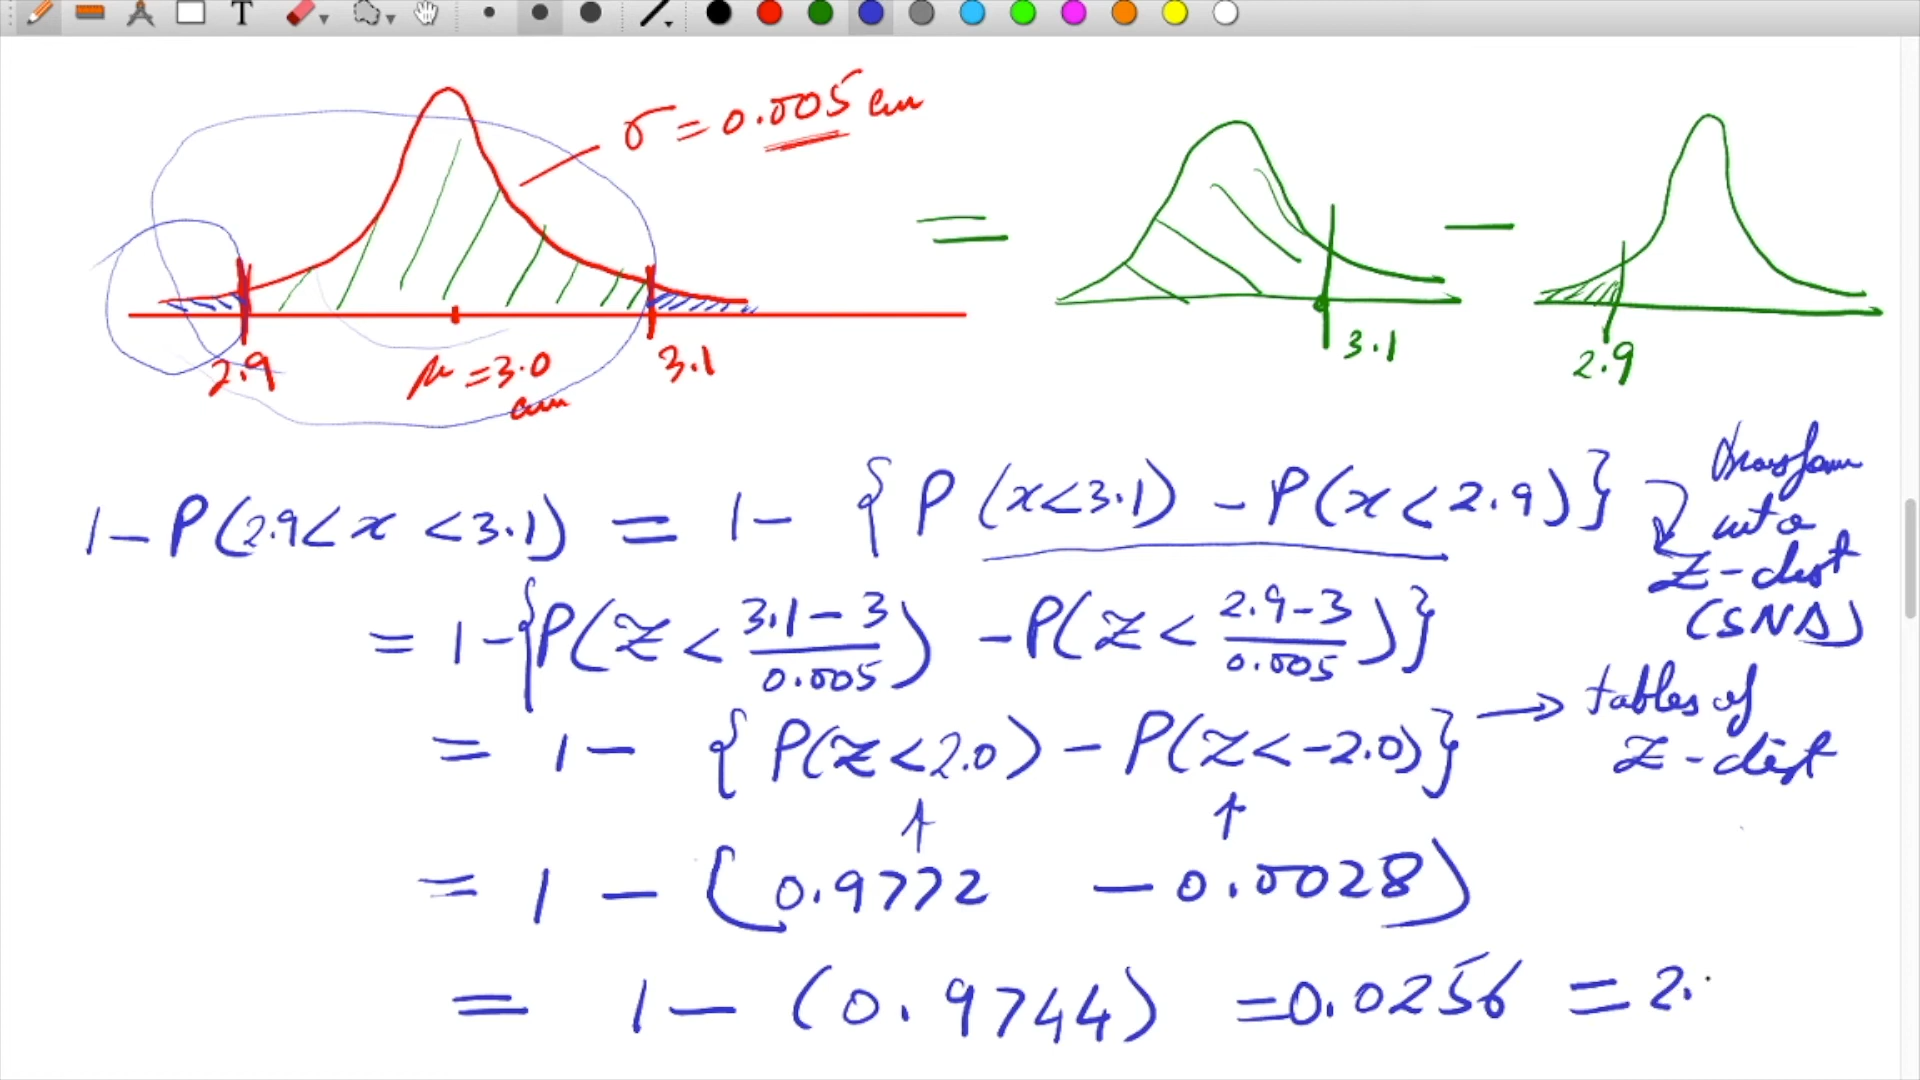 T
σ = 0.005 cm
2.9
μ = 3.0 cm
3.1
=
3.1
−
2.9
1 − P(2.9 < x < 3.1) = 1 − { P (x < 3.1) − P(x < 2.9)}
transform into Z-dist (SND)
= 1 − {P(Z < (3.1 − 3)/0.005) − P(Z < (2.9 − 3)/0.005)}
= 1 − { P(Z < 2.0) − P(Z < −2.0)} → tables of Z-dist
= 1 − (0.9772 − 0.0028)
= 1 − (0.9744) = 0.0256 = 2.